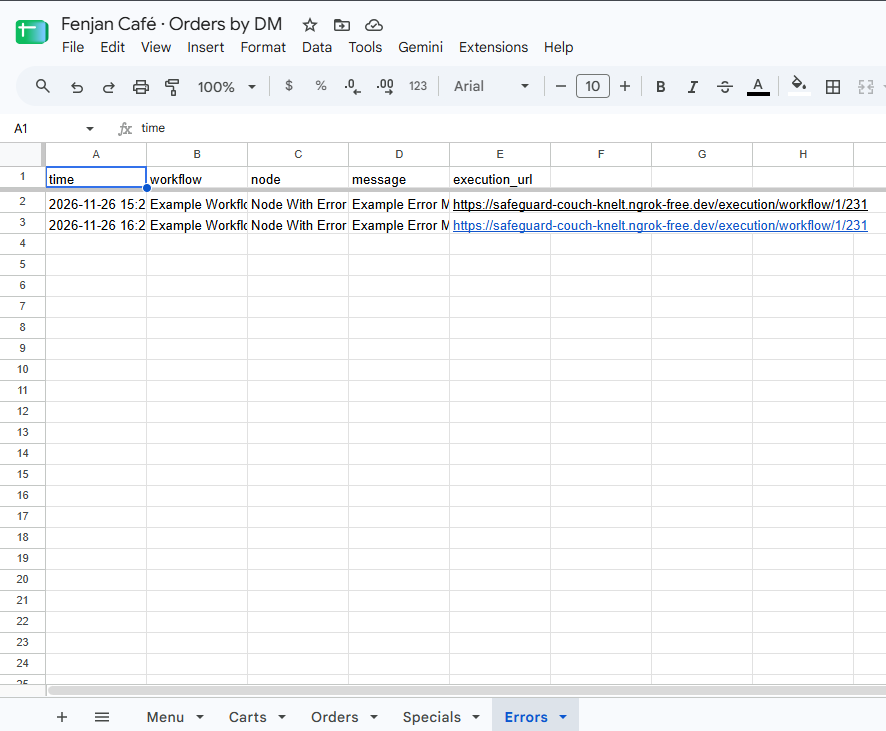 Fenjan Café · Orders by DM
File Edit View Insert Format Data Tools Gemini Extensions Help
100% $ % .0 .00 123 Arial 10 B I S A
A1 fx time
A B C D E F G H
1 time workflow node message execution_url
2 2026-11-26 15:2 Example Workflo Node With Error Example Error M https://safeguard-couch-knelt.ngrok-free.dev/execution/workflow/1/231
3 2026-11-26 16:2 Example Workflo Node With Error Example Error M https://safeguard-couch-knelt.ngrok-free.dev/execution/workflow/1/231
4
5
6
7
8
9
10
11
12
13
14
15
16
17
18
19
20
21
22
23
24
25
Menu Carts Orders Specials Errors